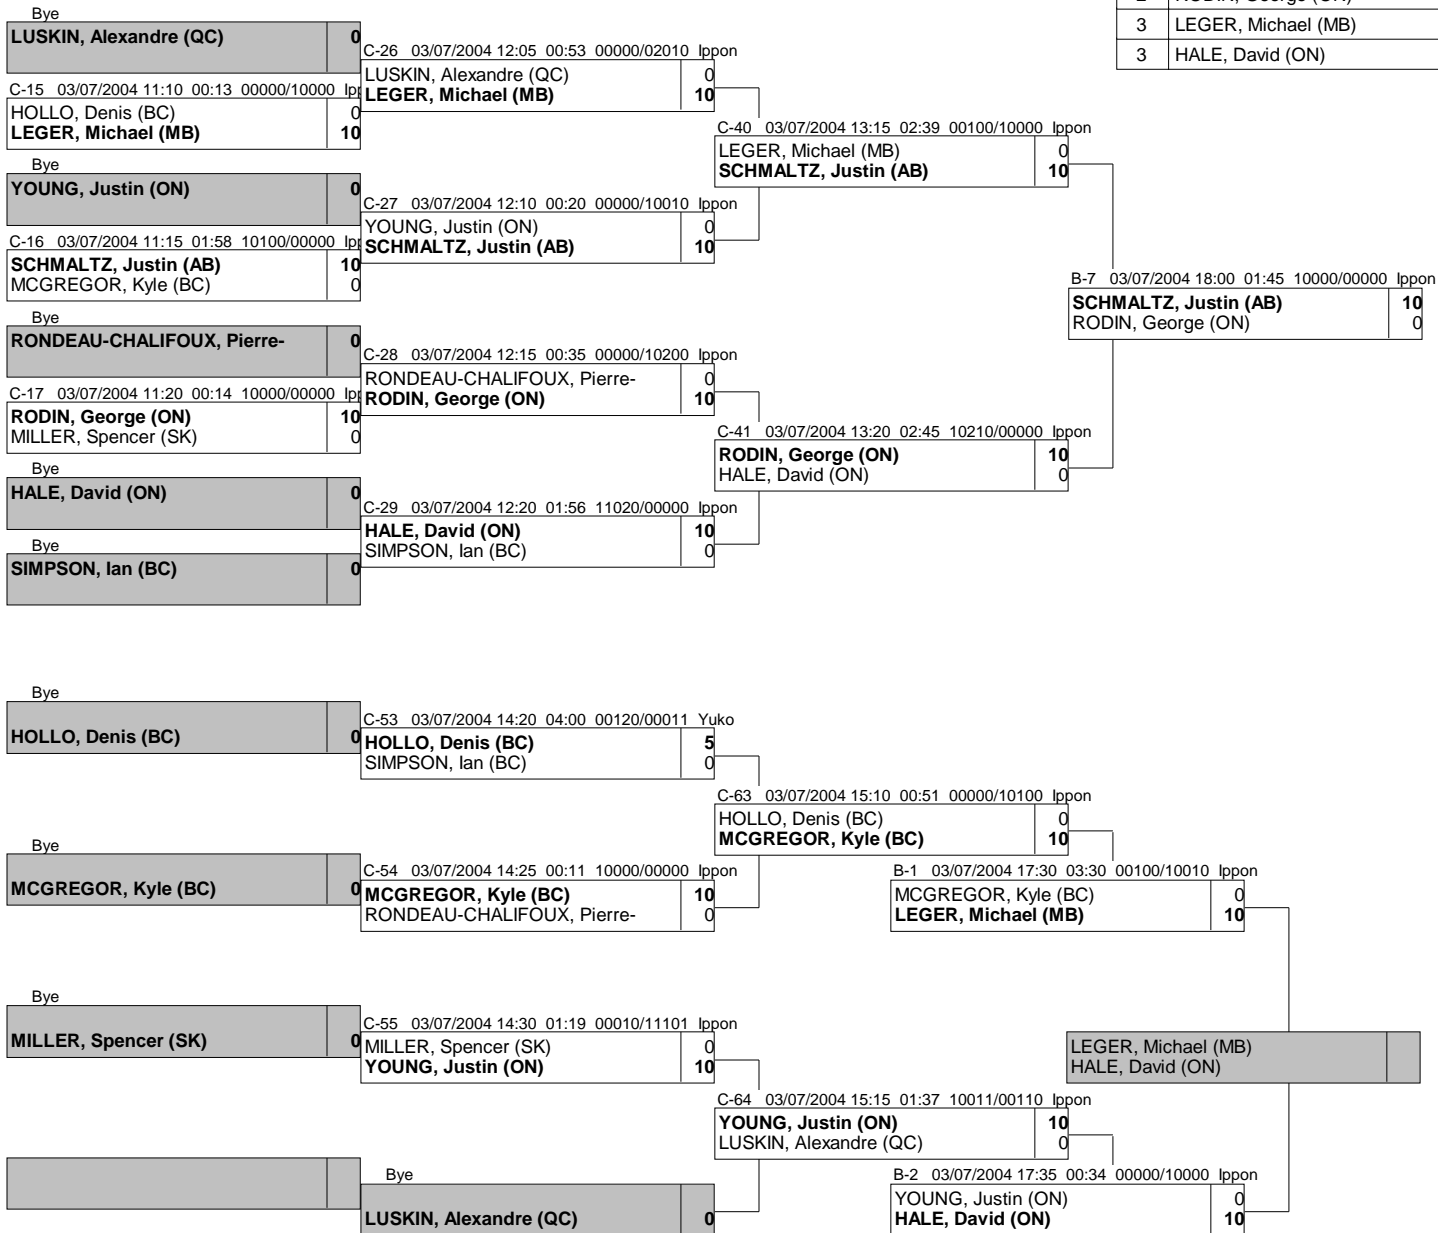 2 RODIN, George (ON)
3 LEGER, Michael (MB)
3 HALE, David (ON)
Bye
LUSKIN, Alexandre (QC) 0
C-15 03/07/2004 11:10 00:13 00000/10000
HOLLO, Denis (BC) 0
LEGER, Michael (MB) 10
Bye
YOUNG, Justin (ON) 0
C-16 03/07/2004 11:15 01:58 10100/00000
SCHMALTZ, Justin (AB) 10
MCGREGOR, Kyle (BC) 0
Bye
RONDEAU-CHALIFOUX, Pierre- 0
C-17 03/07/2004 11:20 00:14 10000/00000
RODIN, George (ON) 10
MILLER, Spencer (SK) 0
Bye
HALE, David (ON) 0
Bye
SIMPSON, Ian (BC) 0
C-26 03/07/2004 12:05 00:53 00000/02010 Ippon
LUSKIN, Alexandre (QC) 0
LEGER, Michael (MB) 10
C-27 03/07/2004 12:10 00:20 00000/10010 Ippon
YOUNG, Justin (ON) 0
SCHMALTZ, Justin (AB) 10
C-28 03/07/2004 12:15 00:35 00000/10200 Ippon
RONDEAU-CHALIFOUX, Pierre- 0
RODIN, George (ON) 10
C-29 03/07/2004 12:20 01:56 11020/00000 Ippon
HALE, David (ON) 10
SIMPSON, Ian (BC) 0
C-40 03/07/2004 13:15 02:39 00100/10000 Ippon
LEGER, Michael (MB) 0
SCHMALTZ, Justin (AB) 10
C-41 03/07/2004 13:20 02:45 10210/00000 Ippon
RODIN, George (ON) 10
HALE, David (ON) 0
B-7 03/07/2004 18:00 01:45 10000/00000 Ippon
SCHMALTZ, Justin (AB) 10
RODIN, George (ON) 0
Bye
HOLLO, Denis (BC) 0
Bye
MCGREGOR, Kyle (BC) 0
Bye
MILLER, Spencer (SK) 0
C-53 03/07/2004 14:20 04:00 00120/00011 Yuko
HOLLO, Denis (BC) 5
SIMPSON, Ian (BC) 0
C-54 03/07/2004 14:25 00:11 10000/00000 Ippon
MCGREGOR, Kyle (BC) 10
RONDEAU-CHALIFOUX, Pierre- 0
C-55 03/07/2004 14:30 01:19 00010/11101 Ippon
MILLER, Spencer (SK) 0
YOUNG, Justin (ON) 10
Bye
LUSKIN, Alexandre (QC) 0
C-63 03/07/2004 15:10 00:51 00000/10100 Ippon
HOLLO, Denis (BC) 0
MCGREGOR, Kyle (BC) 10
C-64 03/07/2004 15:15 01:37 10011/00110 Ippon
YOUNG, Justin (ON) 10
LUSKIN, Alexandre (QC) 0
B-1 03/07/2004 17:30 03:30 00100/10010 Ippon
MCGREGOR, Kyle (BC) 0
LEGER, Michael (MB) 10
B-2 03/07/2004 17:35 00:34 00000/10000 Ippon
YOUNG, Justin (ON) 0
HALE, David (ON) 10
LEGER, Michael (MB)
HALE, David (ON)